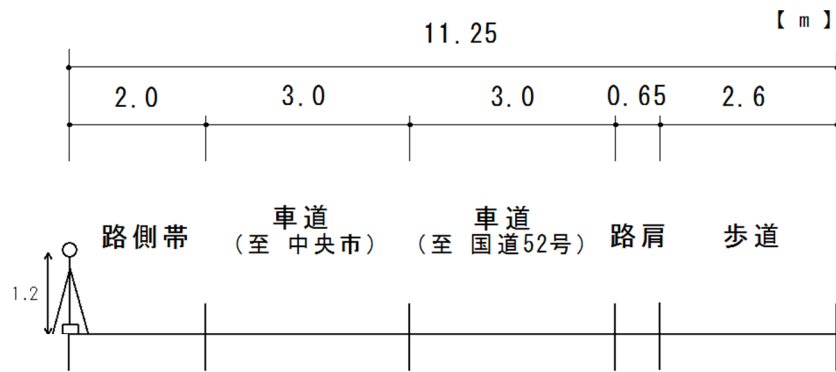 【 m 】
11.25
2.0
3.0
3.0
0.65
2.6
路側帯
車道
(至 中央市)
車道
(至 国道52号)
路肩
歩道
1.2